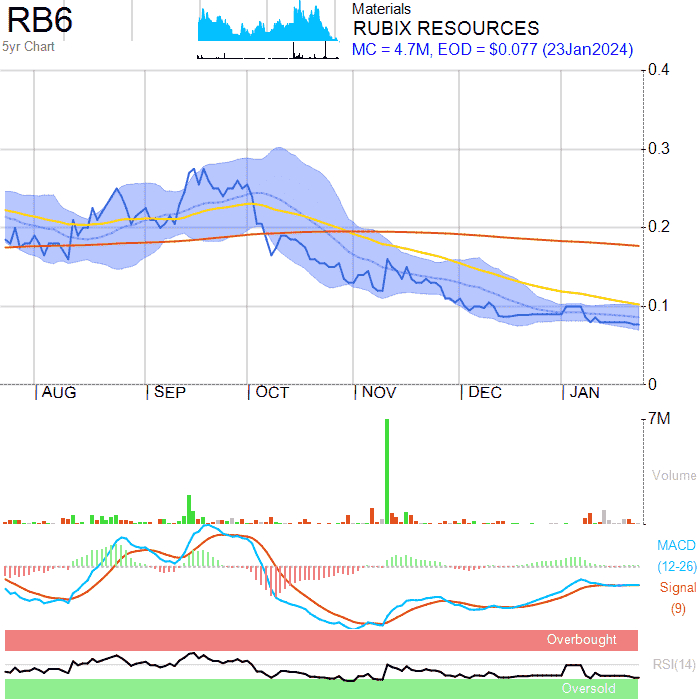 RB6
5yr Chart
Materials
RUBIX RESOURCES
MC = 4.7M, EOD = $0.077 (23Jan2024)
0.4
0.3
0.2
0.1
0
AUG SEP OCT NOV DEC JAN
7M
Volume
MACD
(12-26)
Signal
(9)
Overbought
RSI(14)
Oversold